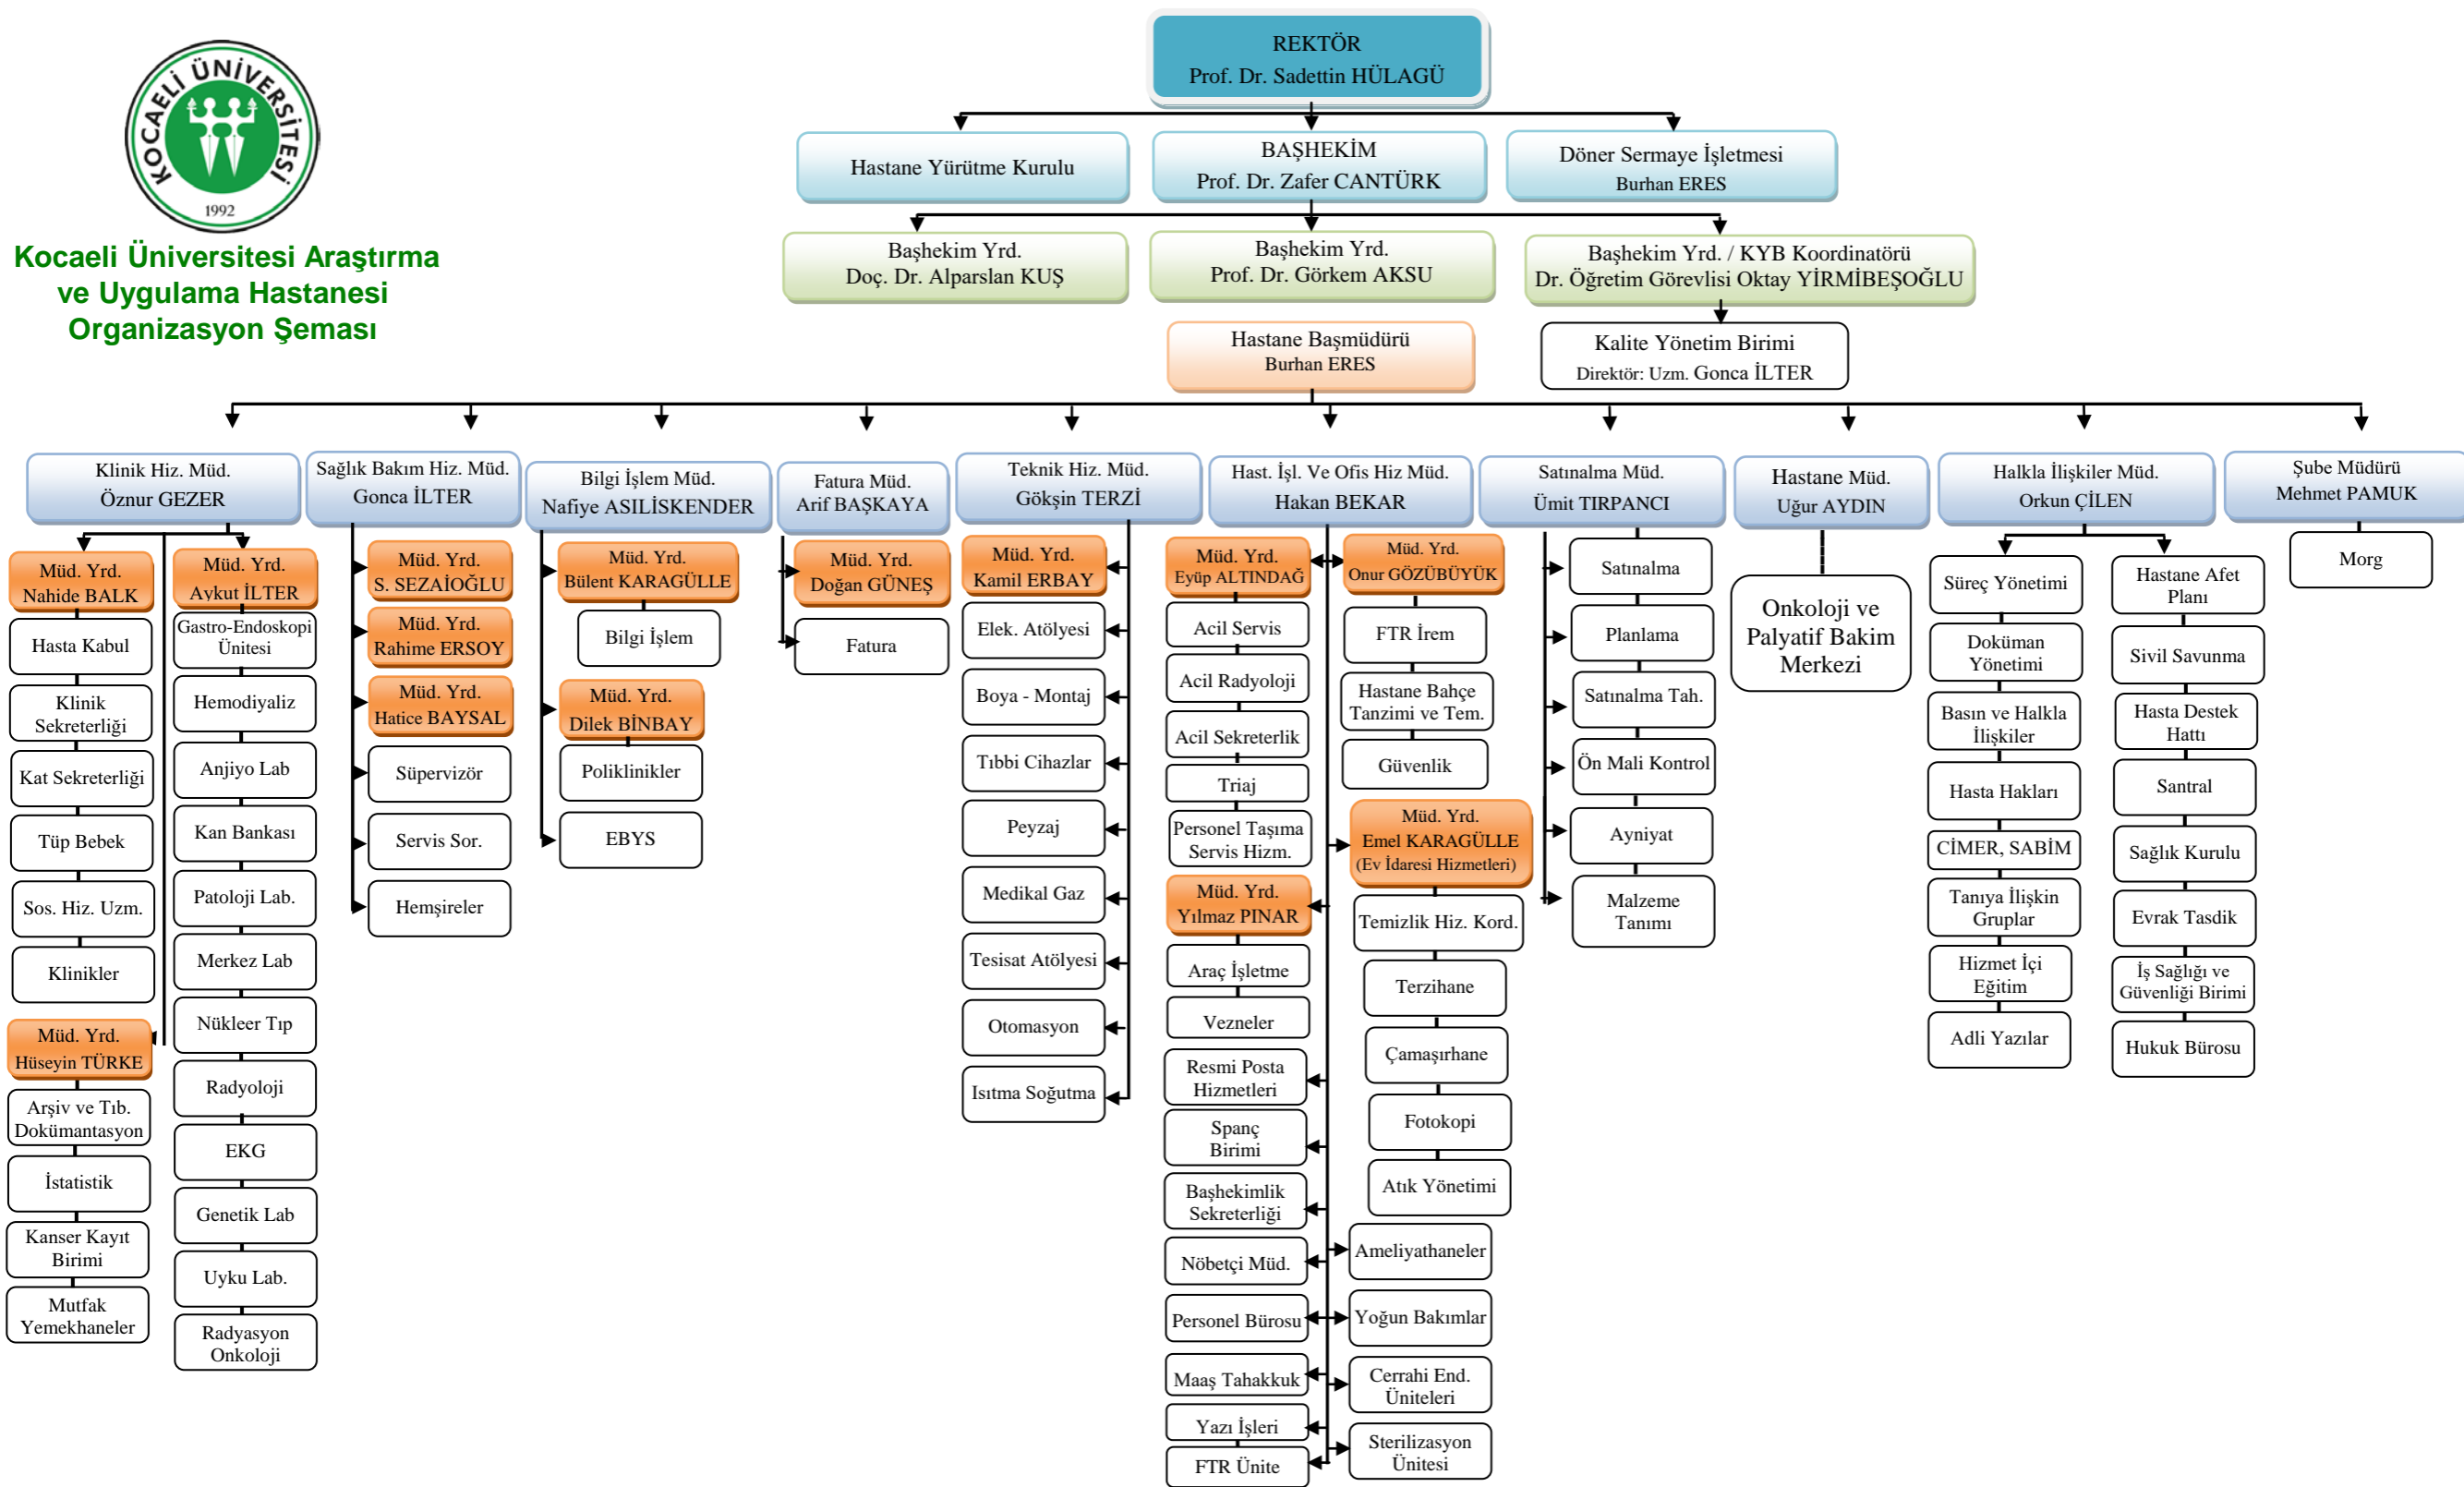 REKTÖR
Prof. Dr. Sadettin HÜLAGÜ
KOCAELİ ÜNİVERSİTESİ
1992
Kocaeli Üniversitesi Araştırma
ve Uygulama Hastanesi
Organizasyon Şeması
Hastane Yürütme Kurulu
BAŞHEKİM
Prof. Dr. Zafer CANTÜRK
Döner Sermaye İşletmesi
Burhan ERES
Başhekim Yrd.
Doç. Dr. Alparslan KUŞ
Başhekim Yrd.
Prof. Dr. Görkem AKSU
Başhekim Yrd. / KYB Koordinatörü
Dr. Öğretim Görevlisi Oktay YİRMİBEŞOĞLU
Hastane Başmüdürü
Burhan ERES
Kalite Yönetim Birimi
Direktör: Uzm. Gonca İLTER
Klinik Hiz. Müd.
Öznur GEZER
Müd. Yrd.
Nahide BALK
Hasta Kabul
Klinik
Sekreterliği
Kat Sekreterliği
Tüp Bebek
Sos. Hiz. Uzm.
Klinikler
Müd. Yrd.
Hüseyin TÜRKE
Arşiv ve Tıb.
Dokümantasyon
İstatistik
Kanser Kayıt
Birimi
Mutfak
Yemekhaneler
Müd. Yrd.
Aykut İLTER
Gastro-Endoskopi
Ünitesi
Hemodiyaliz
Anjiyo Lab
Kan Bankası
Patoloji Lab.
Merkez Lab
Nükleer Tıp
Radyoloji
EKG
Genetik Lab
Uyku Lab.
Radyasyon
Onkoloji
Sağlık Bakım Hiz. Müd.
Gonca İLTER
Müd. Yrd.
S. SEZAİOĞLU
Müd. Yrd.
Rahime ERSOY
Müd. Yrd.
Hatice BAYSAL
Süpervizör
Servis Sor.
Hemşireler
Bilgi İşlem Müd.
Nafiye ASILİSKENDER
Müd. Yrd.
Bülent KARAGÜLLE
Bilgi İşlem
Müd. Yrd.
Dilek BİNBAY
Poliklinikler
EBYS
Fatura Müd.
Arif BAŞKAYA
Müd. Yrd.
Doğan GÜNEŞ
Fatura
Teknik Hiz. Müd.
Gökşin TERZİ
Müd. Yrd.
Kamil ERBAY
Elek. Atölyesi
Boya - Montaj
Tıbbi Cihazlar
Peyzaj
Medikal Gaz
Tesisat Atölyesi
Otomasyon
Isıtma Soğutma
Hast. İşl. Ve Ofis Hiz Müd.
Hakan BEKAR
Müd. Yrd.
Eyüp ALTINDAĞ
Acil Servis
Acil Radyoloji
Acil Sekreterlik
Triaj
Personel Taşıma
Servis Hizm.
Müd. Yrd.
Yılmaz PINAR
Araç İşletme
Vezneler
Resmi Posta
Hizmetleri
Spanç
Birimi
Başhekimlik
Sekreterliği
Nöbetçi Müd.
Personel Bürosu
Maaş Tahakkuk
Yazı İşleri
FTR Ünite
Müd. Yrd.
Onur GÖZÜBÜYÜK
FTR İrem
Hastane Bahçe
Tanzimi ve Tem.
Güvenlik
Müd. Yrd.
Emel KARAGÜLLE
(Ev İdaresi Hizmetleri)
Temizlik Hiz. Kord.
Terzihane
Çamaşırhane
Fotokopi
Atık Yönetimi
Ameliyathaneler
Yoğun Bakımlar
Cerrahi End.
Üniteleri
Sterilizasyon
Ünitesi
Satınalma Müd.
Ümit TIRPANCI
Satınalma
Planlama
Satınalma Tah.
Ön Mali Kontrol
Ayniyat
Malzeme
Tanımı
Hastane Müd.
Uğur AYDIN
Onkoloji ve
Palyatif Bakim
Merkezi
Halkla İlişkiler Müd.
Orkun ÇİLEN
Süreç Yönetimi
Doküman
Yönetimi
Basın ve Halkla
İlişkiler
Hasta Hakları
CİMER, SABİM
Tanıya İlişkin
Gruplar
Hizmet İçi
Eğitim
Adli Yazılar
Hastane Afet
Planı
Sivil Savunma
Hasta Destek
Hattı
Santral
Sağlık Kurulu
Evrak Tasdik
İş Sağlığı ve
Güvenliği Birimi
Hukuk Bürosu
Şube Müdürü
Mehmet PAMUK
Morg